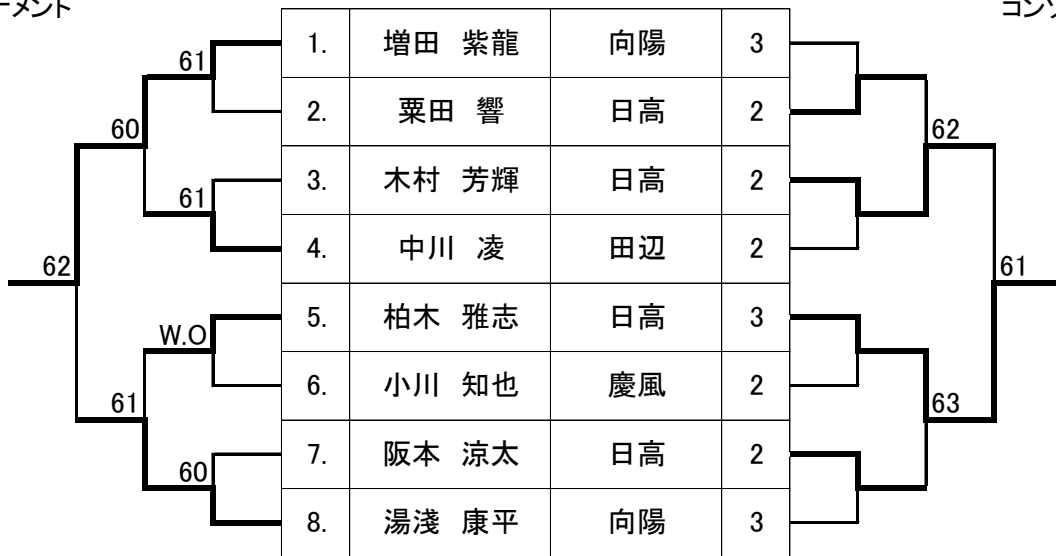 ーメント
コンソ
1. 増田 紫龍 向陽 3
61
2. 粟田 響 日高 2
60
62
3. 木村 芳輝 日高 2
61
4. 中川 凌 田辺 2
62
61
5. 柏木 雅志 日高 3
W.O
6. 小川 知也 慶風 2
61
63
7. 阪本 涼太 日高 2
60
8. 湯淺 康平 向陽 3